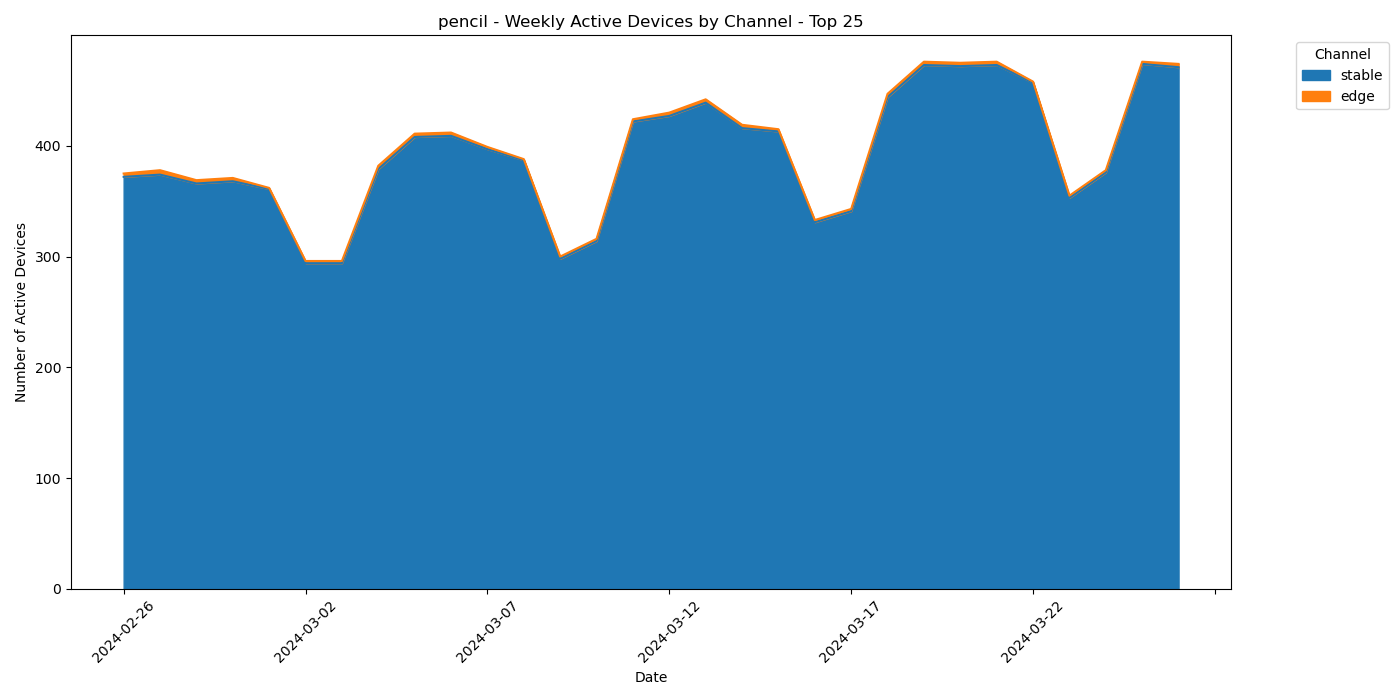 pencil - Weekly Active Devices by Channel - Top 25
Channel
stable
edge
Number of Active Devices
400
300
200
100
0
2024-02-26
2024-03-02
2024-03-07
2024-03-12
2024-03-17
2024-03-22
Date